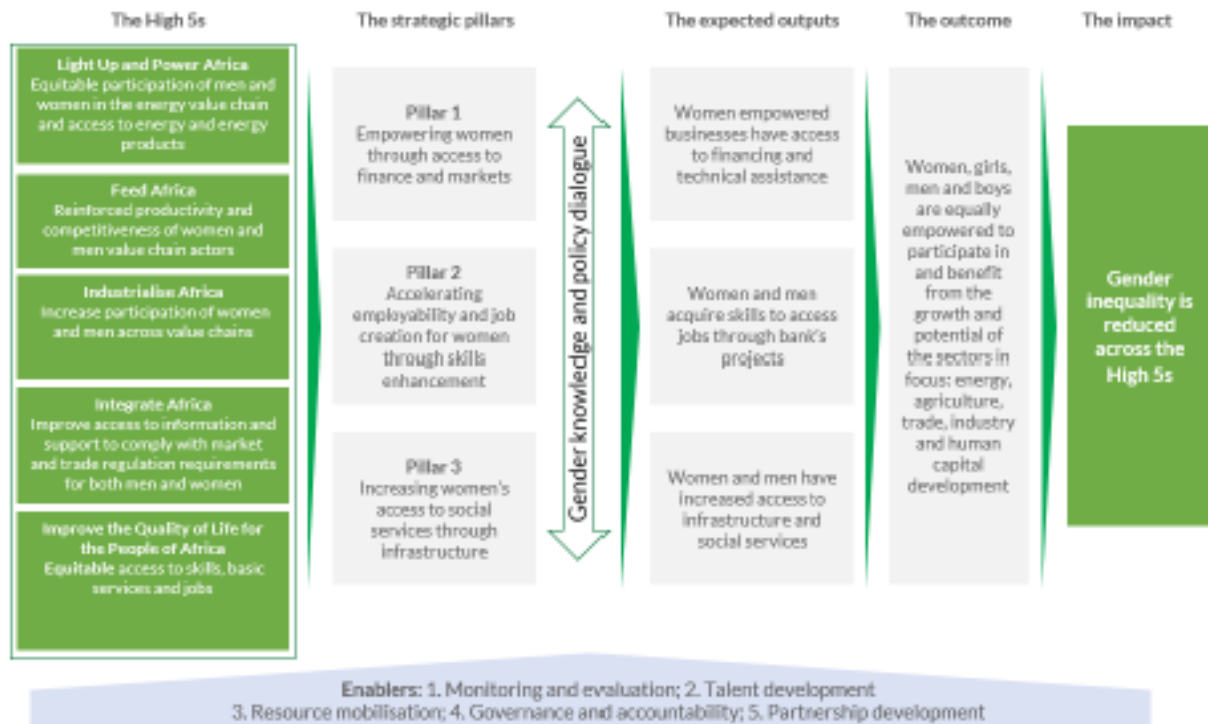 The High 5s
The strategic pillars
The expected outputs
The outcome
The impact
Light Up and Power Africa
Equitable participation of men and
women in the energy value chain
and access to energy and energy
products
Feed Africa
Reinforced productivity and
competitiveness of women and
men value chain actors
Industrialise Africa
Increase participation of women
and men across value chains
Integrate Africa
Improve access to information and
support to comply with market
and trade regulation requirements
for both men and women
Improve the Quality of Life for
the People of Africa
Equitable access to skills, basic
services and jobs
Pillar 1
Empowering women
through access to
finance and markets
Pillar 2
Accelerating
employability and job
creation for women
through skills
enhancement
Pillar 3
Increasing women's
access to social
services through
infrastructure
Gender knowledge and policy dialogue
Women empowered
businesses have access
to financing and
technical assistance
Women and men
acquire skills to access
jobs through bank's
projects
Women and men have
increased access to
infrastructure and
social services
Women, girls,
men and boys
are equally
empowered to
participate in
and benefit
from the
growth and
potential of
the sectors in
focus: energy,
agriculture,
trade, industry
and human
capital
development
Gender
inequality is
reduced
across the
High 5s
Enablers: 1. Monitoring and evaluation; 2. Talent development
3. Resource mobilisation; 4. Governance and accountability; 5. Partnership development